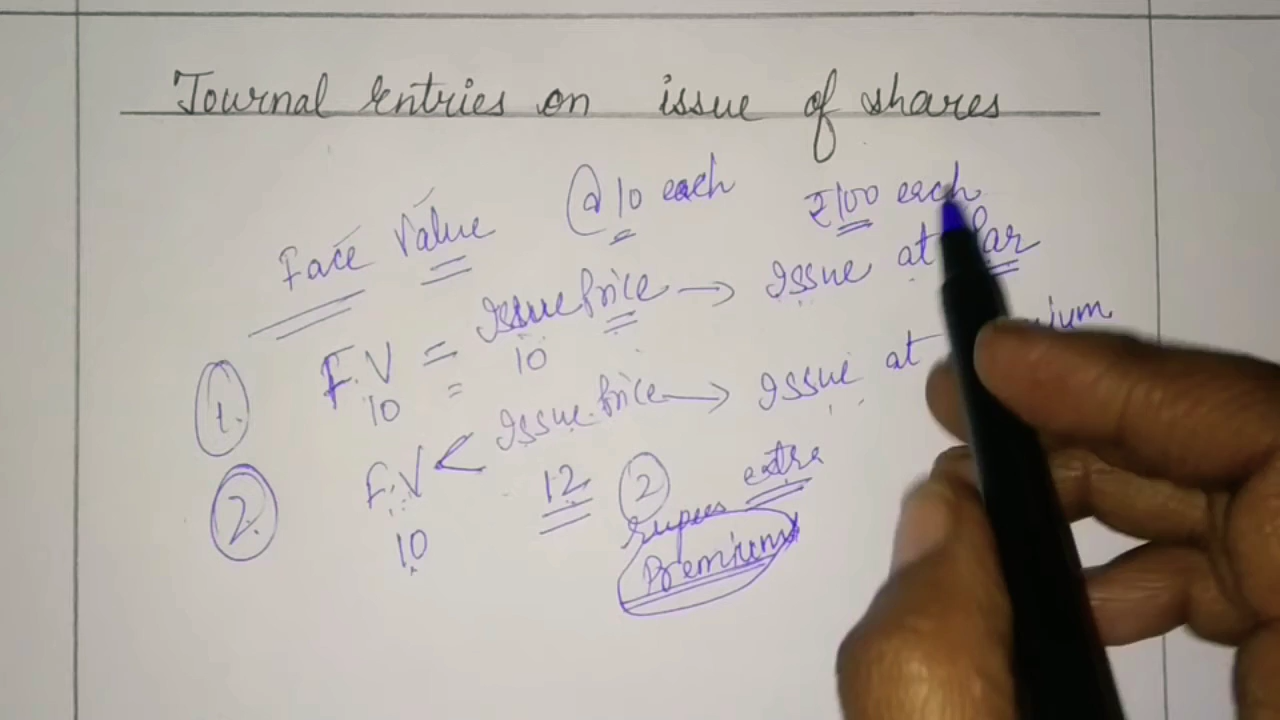 Journal entries on issue of shares
Face Value @ 10 each ₹100 each
1. F.V = Issue Price → Issue at Par
10 = 10
2. F.V < Issue Price → Issue at
10 12 2 rupees extra
Premium